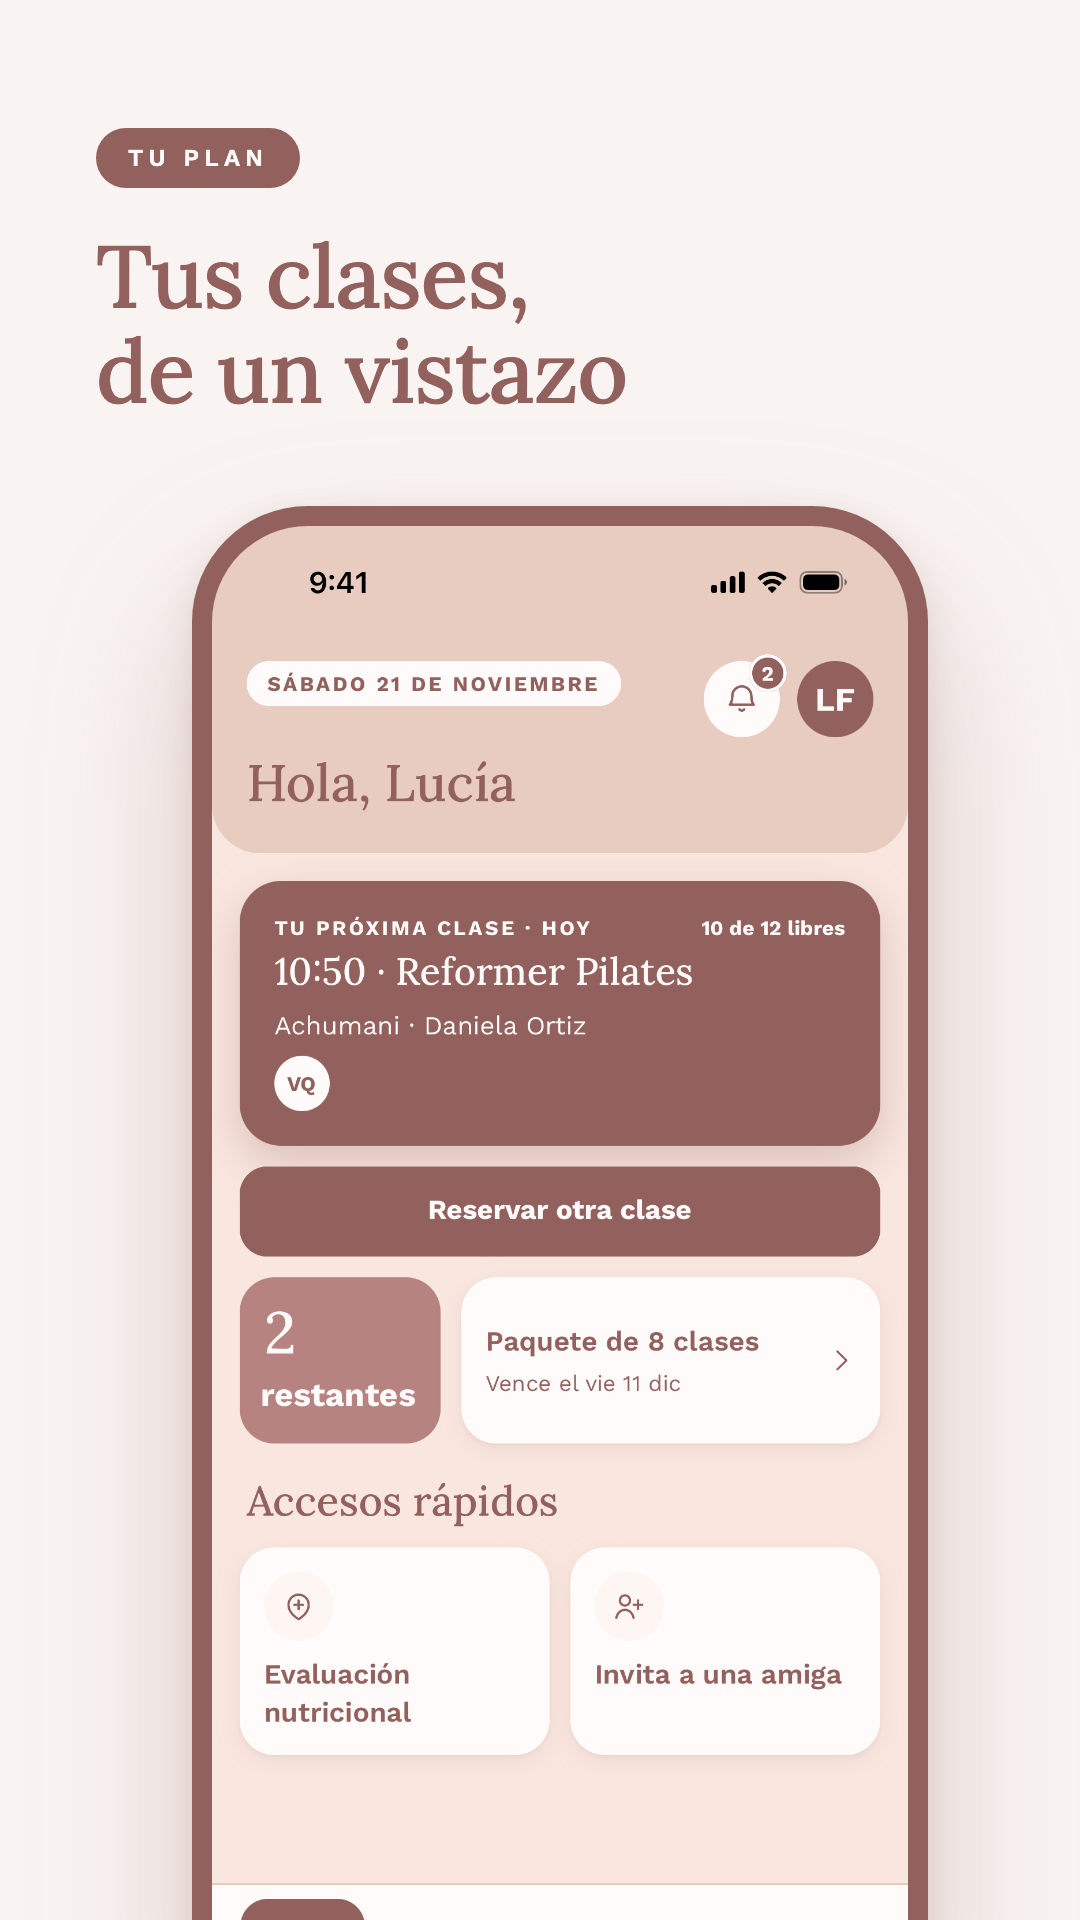 TU PLAN
Tus clases,
de un vistazo
9:41
SÁBADO 21 DE NOVIEMBRE
2
LF
Hola, Lucía
TU PRÓXIMA CLASE · HOY
10 de 12 libres
10:50 · Reformer Pilates
Achumani · Daniela Ortiz
VQ
Reservar otra clase
2
restantes
Paquete de 8 clases
Vence el vie 11 dic
Accesos rápidos
Evaluación
nutricional
Invita a una amiga